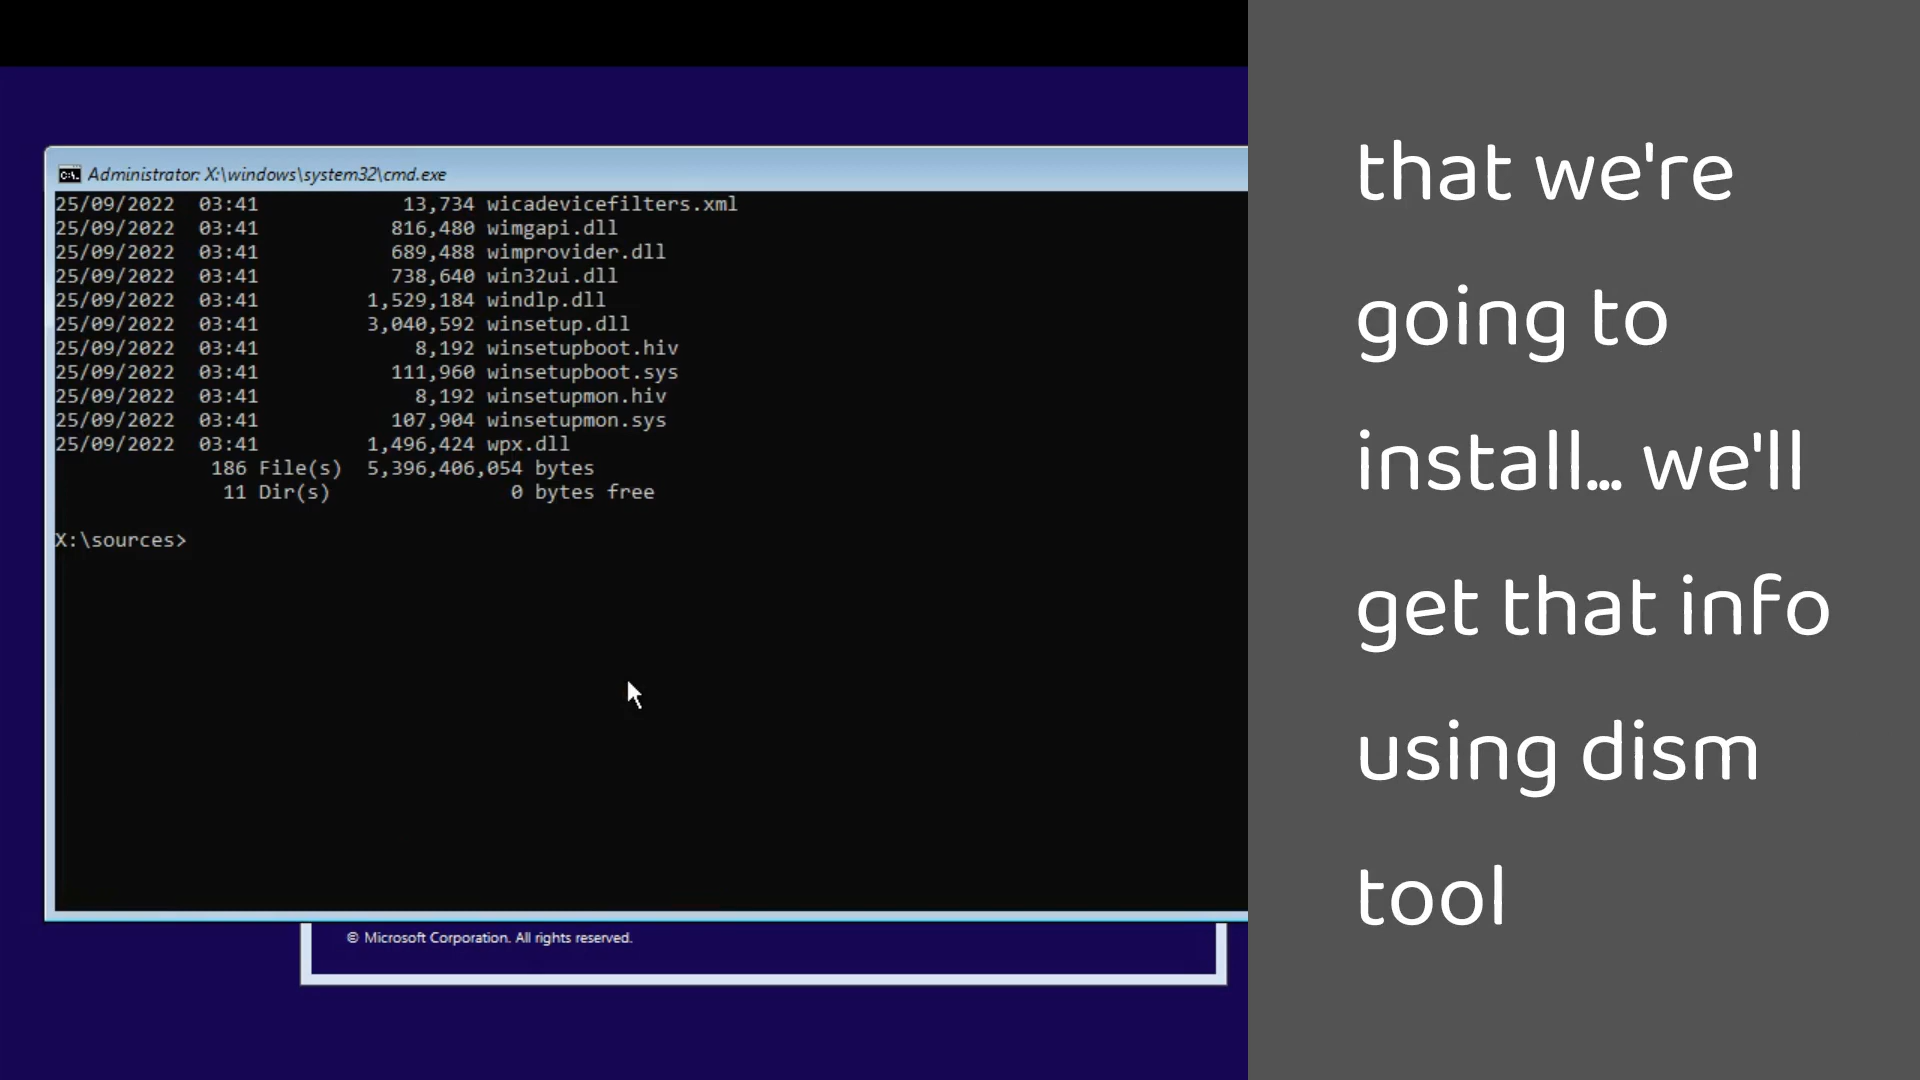 Administrator: X:\windows\system32\cmd.exe
25/09/2022  03:41            13,734 wicadevicefilters.xml
25/09/2022  03:41           816,480 wimgapi.dll
25/09/2022  03:41           689,488 wimprovider.dll
25/09/2022  03:41           738,640 win32ui.dll
25/09/2022  03:41         1,529,184 windlp.dll
25/09/2022  03:41         3,040,592 winsetup.dll
25/09/2022  03:41             8,192 winsetupboot.hiv
25/09/2022  03:41           111,960 winsetupboot.sys
25/09/2022  03:41             8,192 winsetupmon.hiv
25/09/2022  03:41           107,904 winsetupmon.sys
25/09/2022  03:41         1,496,424 wpx.dll
             186 File(s)  5,396,406,054 bytes
              11 Dir(s)               0 bytes free
X:\sources>
© Microsoft Corporation. All rights reserved.
that we're
going to
install... we'll
get that info
using dism
tool